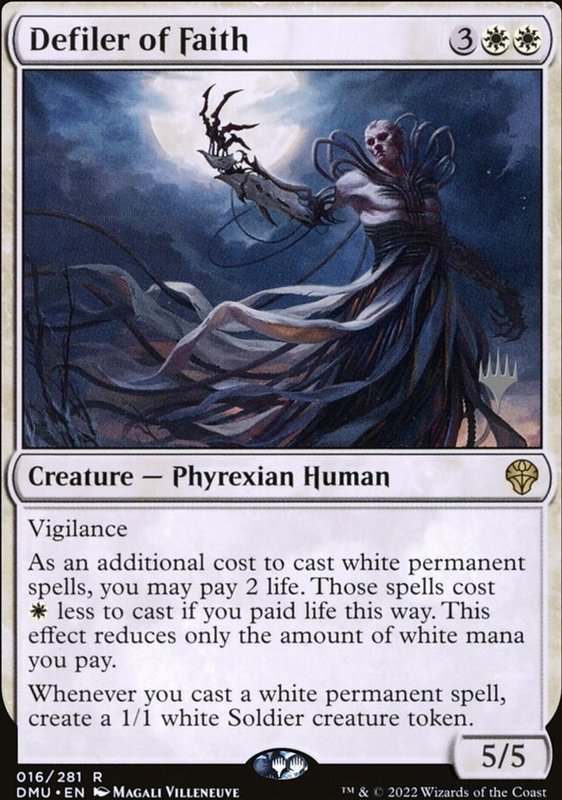 Defiler of Faith 3
Creature — Phyrexian Human
Vigilance
As an additional cost to cast white permanent
spells, you may pay 2 life. Those spells cost
less to cast if you paid life this way. This
effect reduces only the amount of white mana
you pay.
Whenever you cast a white permanent spell,
create a 1/1 white Soldier creature token.
5/5
016/281 R
DMU • EN MAGALI VILLENEUVE
™ & © 2022 Wizards of the Coast